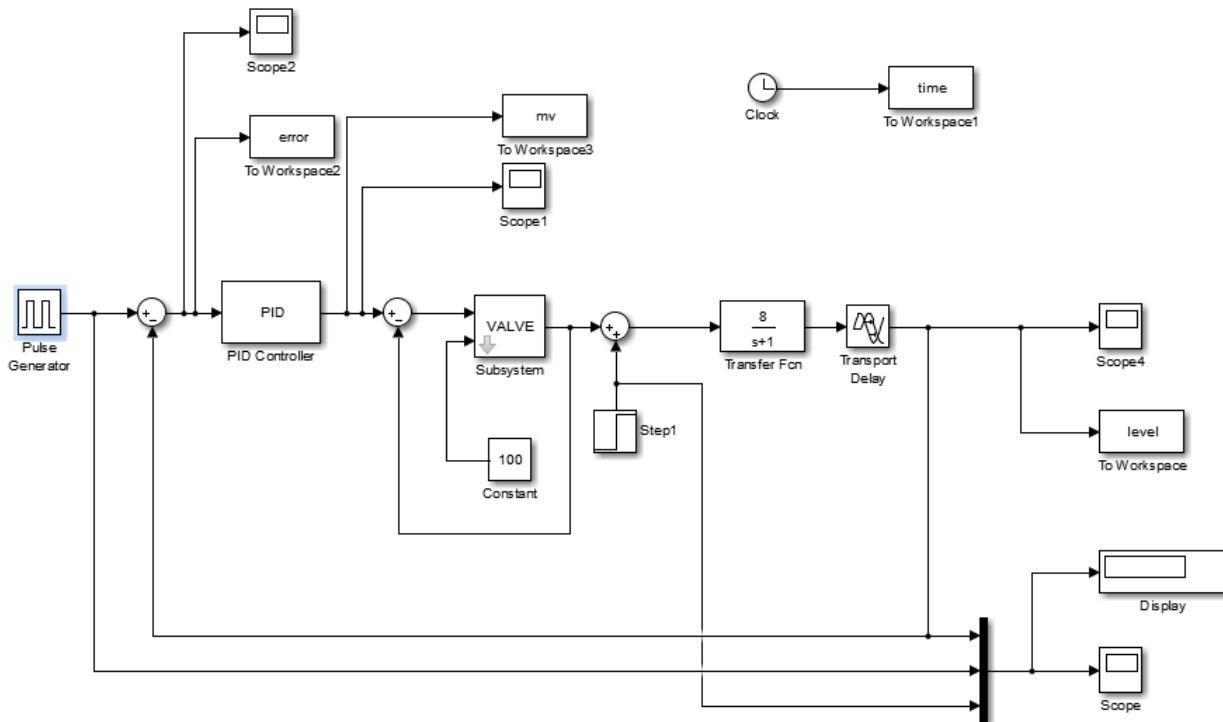 Scope2
time
Clock
To Workspace1
mv
To Workspace3
error
To Workspace2
Scope1
Pulse
Generator
+
-
PID
PID Controller
+
-
VALVE
Subsystem
+
+
8
s+1
Transfer Fcn
Transport
Delay
Scope4
Step1
level
To Workspace
100
Constant
Display
Scope